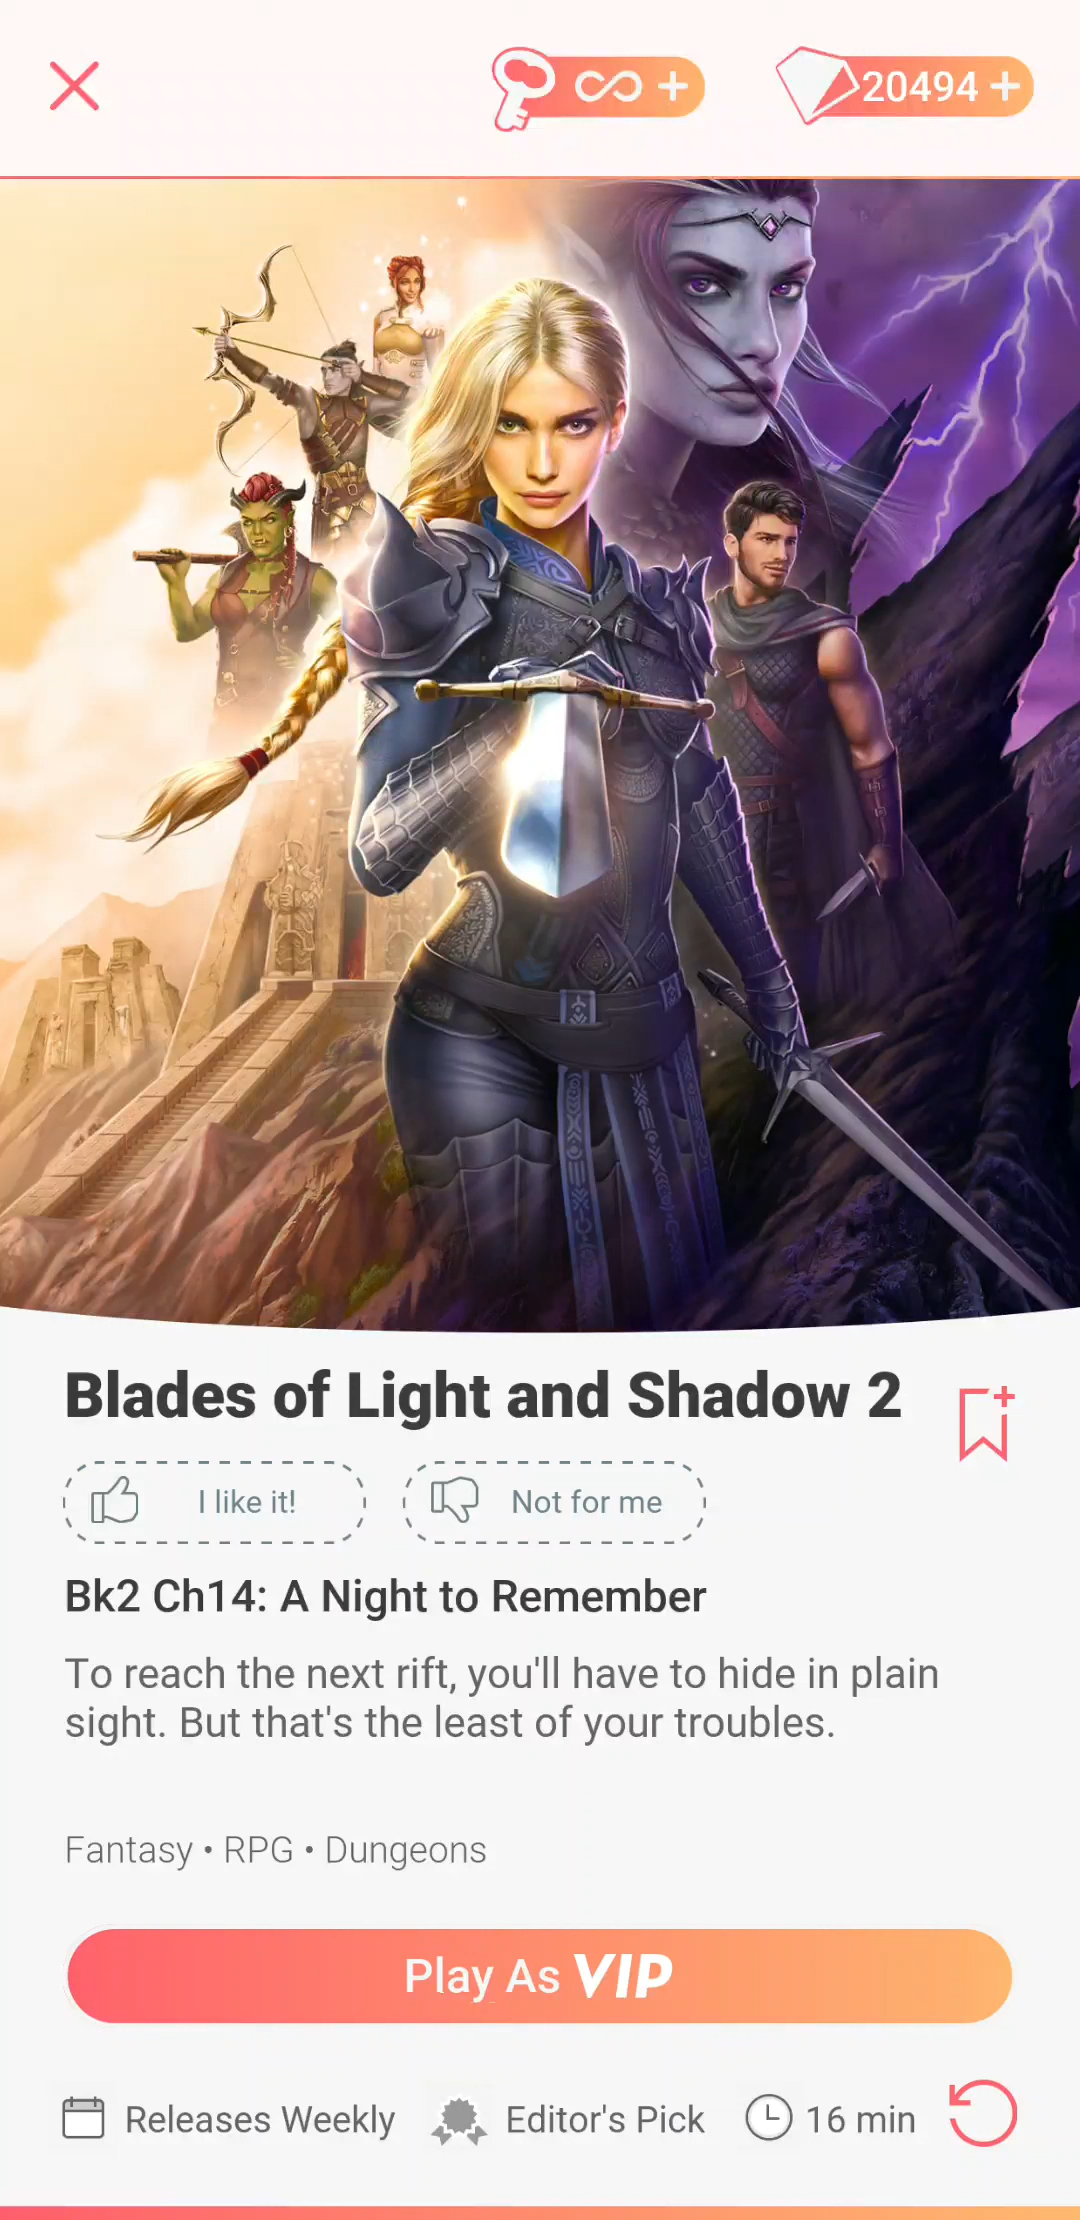 ∞ +
20494 +
Blades of Light and Shadow 2
I like it!
Not for me
Bk2 Ch14: A Night to Remember
To reach the next rift, you'll have to hide in plain
sight. But that's the least of your troubles.
Fantasy • RPG • Dungeons
Play As VIP
Releases Weekly
Editor's Pick
16 min